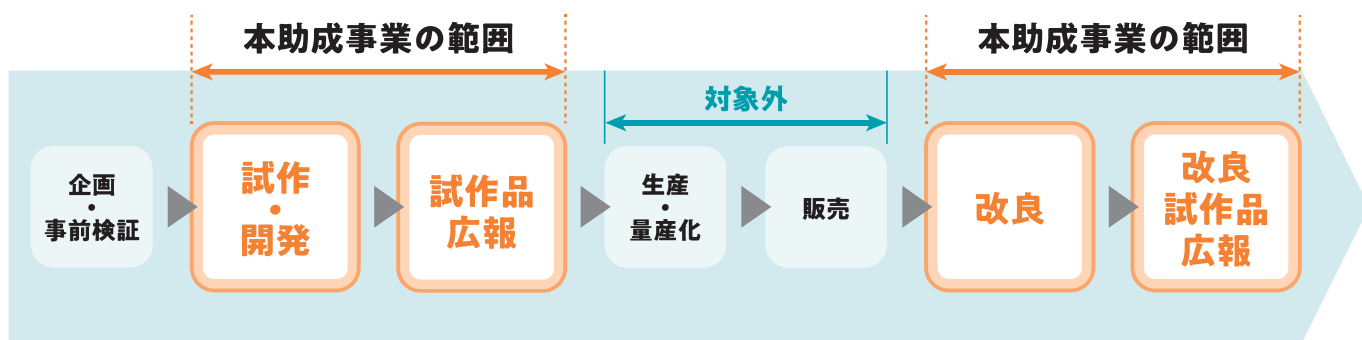 本助成事業の範囲
本助成事業の範囲
対象外
企画
・
事前検証
試作
・
開発
試作品
広報
生産
・
量産化
販売
改良
改良
試作品
広報